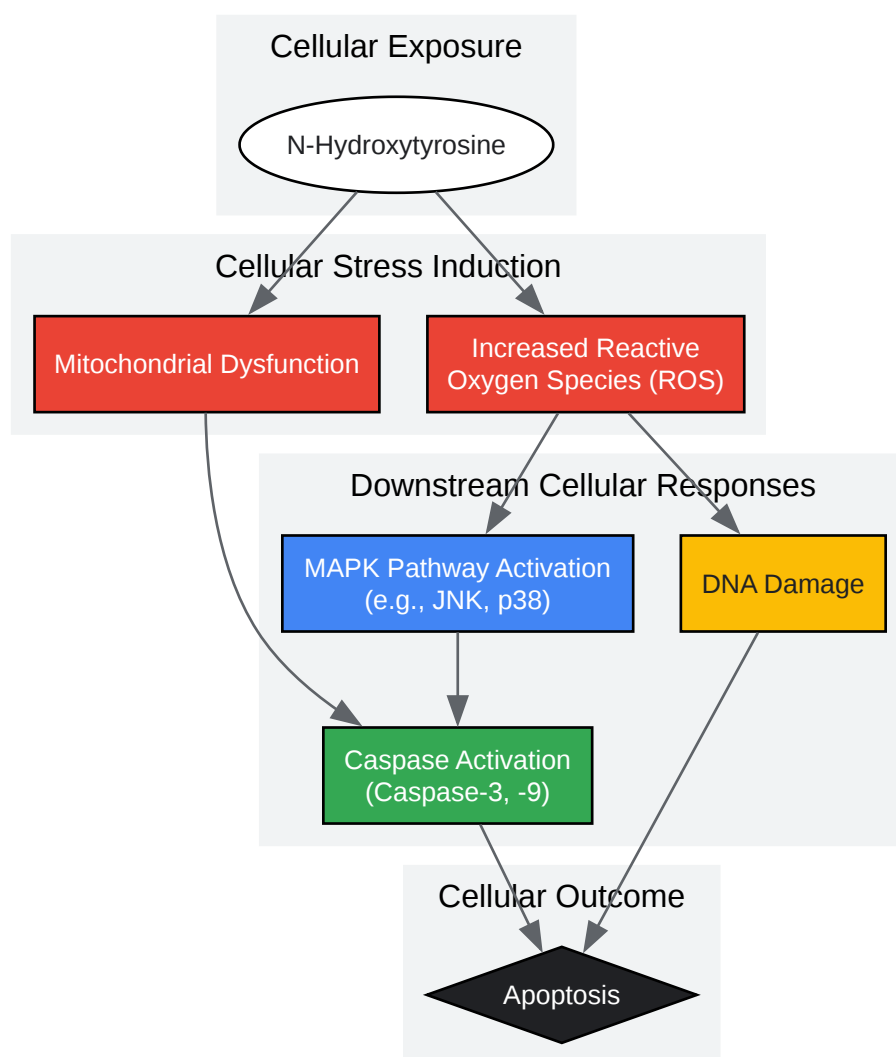 Cellular Exposure
N-Hydroxytyrosine
Cellular Stress Induction
Mitochondrial Dysfunction
Increased Reactive
Oxygen Species (ROS)
Downstream Cellular Responses
MAPK Pathway Activation
(e.g., JNK, p38)
DNA Damage
Caspase Activation
(Caspase-3, -9)
Cellular Outcome
Apoptosis